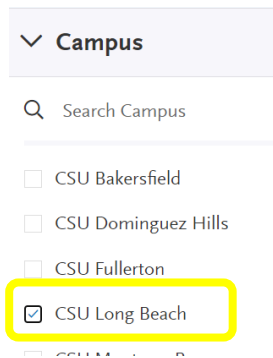 Campus
Search Campus
CSU Bakersfield
CSU Dominguez Hills
CSU Fullerton
CSU Long Beach